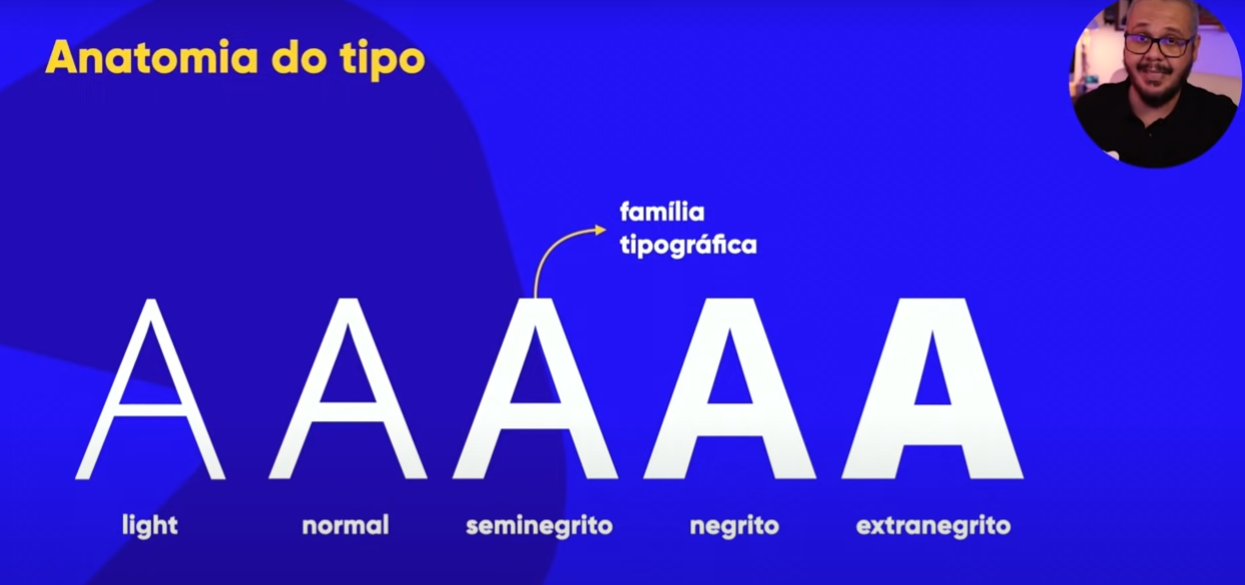 Anatomia do tipo
família
tipográfica
A A A A A
light normal seminegrito negrito extranegrito